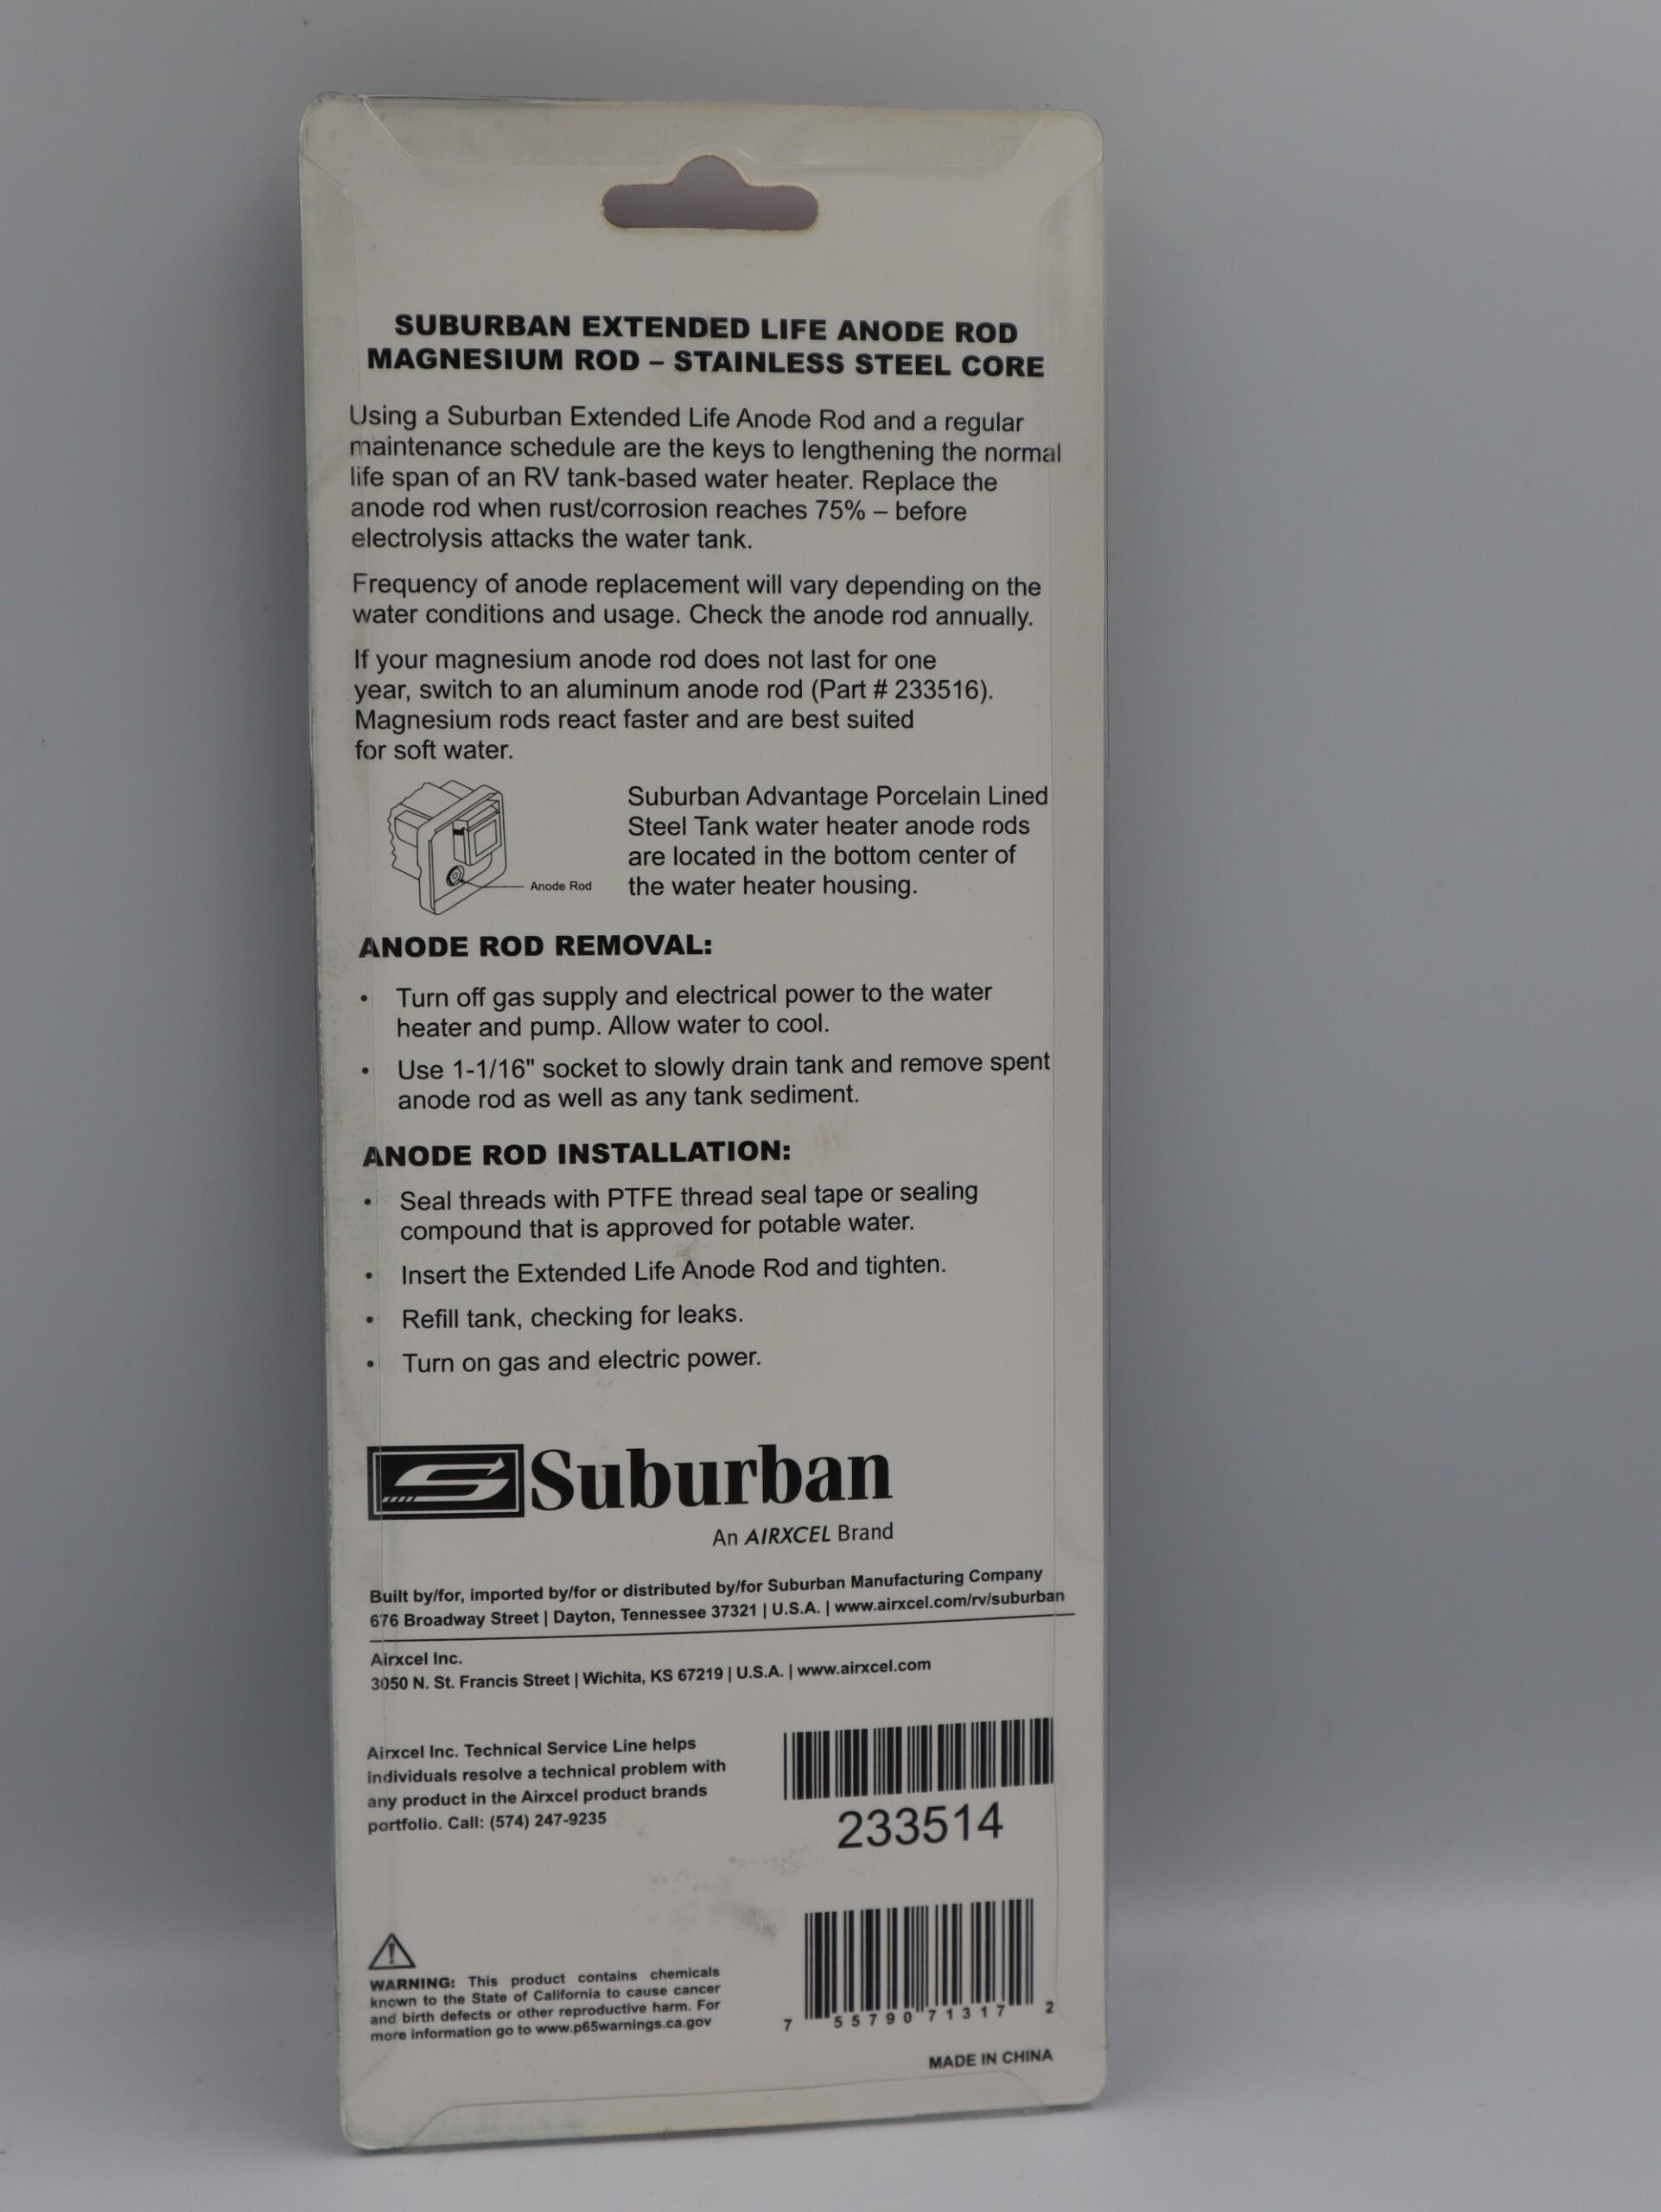 SUBURBAN EXTENDED LIFE ANODE ROD
MAGNESIUM ROD – STAINLESS STEEL CORE
Using a Suburban Extended Life Anode Rod and a regular
maintenance schedule are the keys to lengthening the normal
life span of an RV tank-based water heater. Replace the
anode rod when rust/corrosion reaches 75% – before
electrolysis attacks the water tank.
Frequency of anode replacement will vary depending on the
water conditions and usage. Check the anode rod annually.
If your magnesium anode rod does not last for one
year, switch to an aluminum anode rod (Part # 233516).
Magnesium rods react faster and are best suited
for soft water.
Anode Rod
Suburban Advantage Porcelain Lined
Steel Tank water heater anode rods
are located in the bottom center of
the water heater housing.
ANODE ROD REMOVAL:
• Turn off gas supply and electrical power to the water
heater and pump. Allow water to cool.
• Use 1-1/16" socket to slowly drain tank and remove spent
anode rod as well as any tank sediment.
ANODE ROD INSTALLATION:
• Seal threads with PTFE thread seal tape or sealing
compound that is approved for potable water.
• Insert the Extended Life Anode Rod and tighten.
• Refill tank, checking for leaks.
• Turn on gas and electric power.
Suburban
An AIRXCEL Brand
Built by/for, imported by/for or distributed by/for Suburban Manufacturing Company
676 Broadway Street | Dayton, Tennessee 37321 | U.S.A. | www.airxcel.com/rv/suburban
Airxcel Inc.
3050 N. St. Francis Street | Wichita, KS 67219 | U.S.A. | www.airxcel.com
Airxcel Inc. Technical Service Line helps
individuals resolve a technical problem with
any product in the Airxcel product brands
portfolio. Call: (574) 247-9235
233514
WARNING: This product contains chemicals
known to the State of California to cause cancer
and birth defects or other reproductive harm. For
more information go to www.p65warnings.ca.gov
7 55790 71317 2
MADE IN CHINA